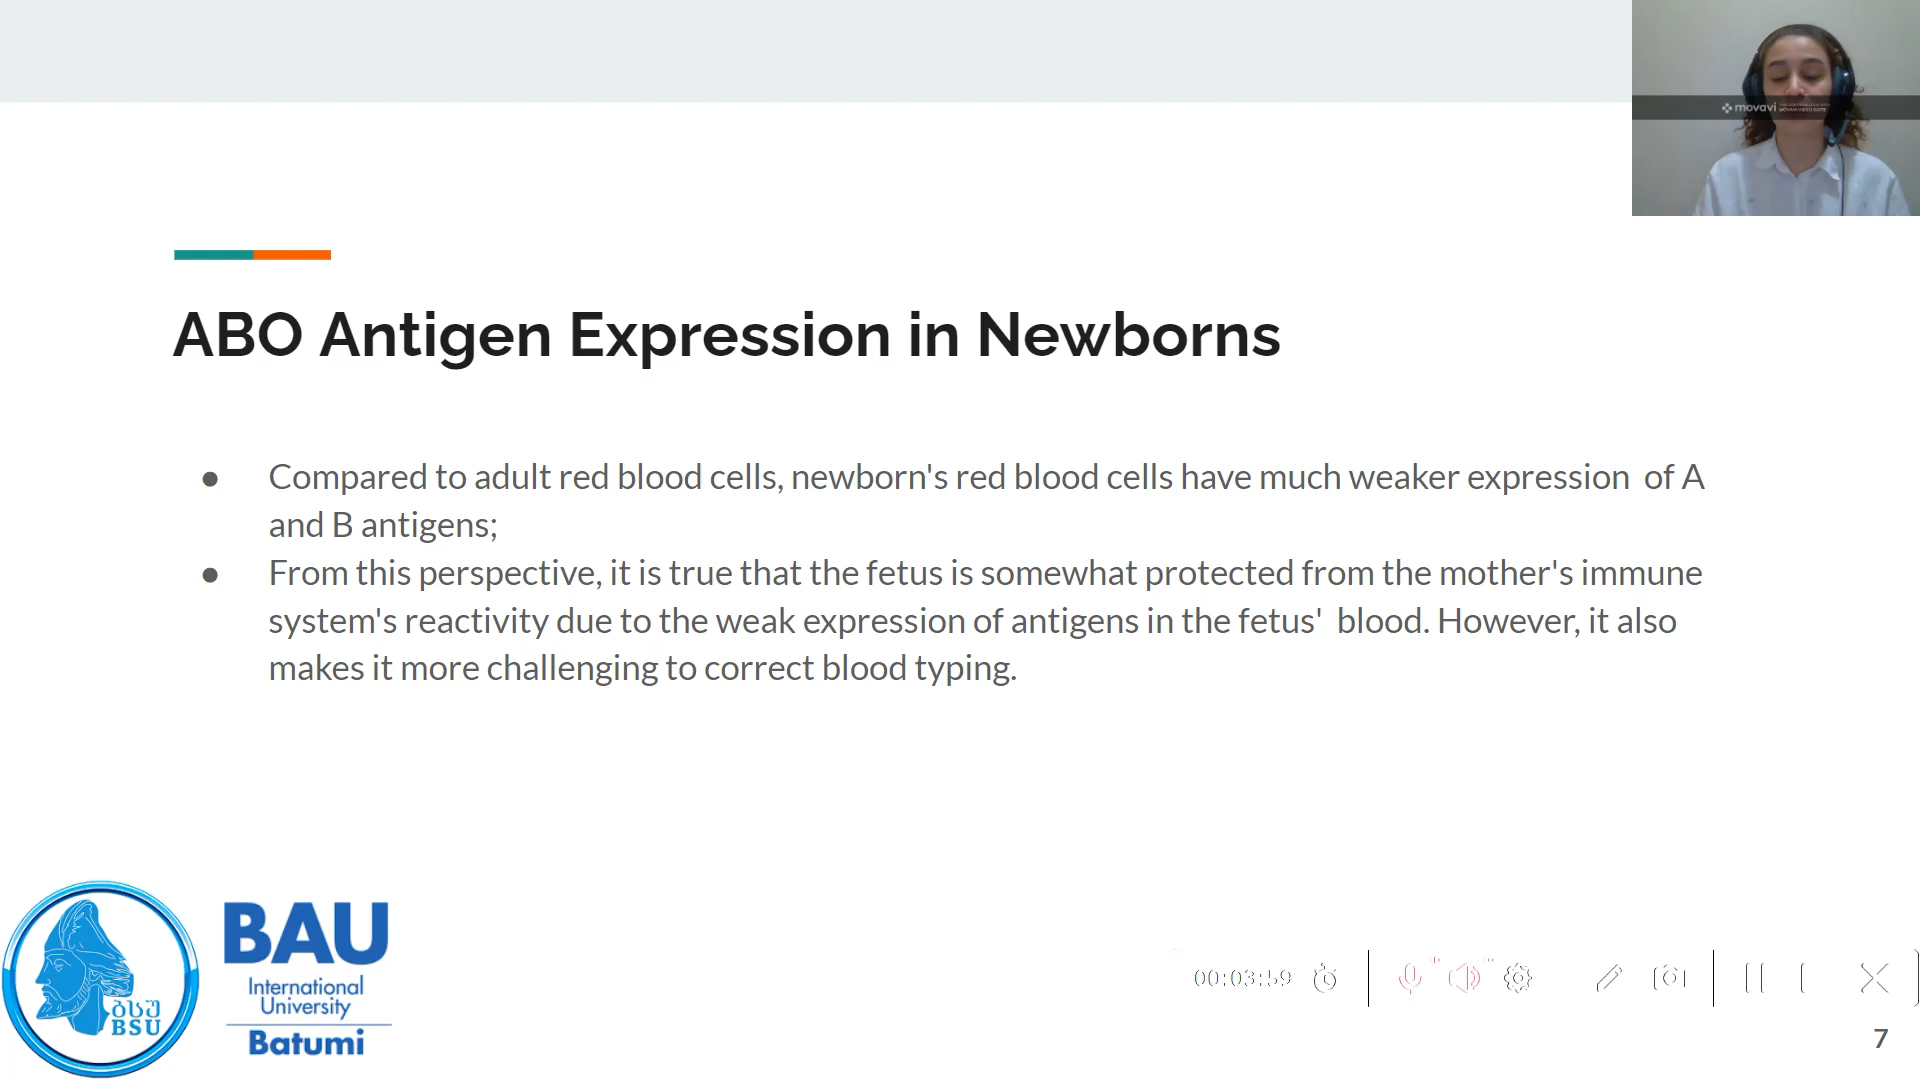 movavi
ABO Antigen Expression in Newborns
● Compared to adult red blood cells, newborn's red blood cells have much weaker expression  of A
and B antigens;
● From this perspective, it is true that the fetus is somewhat protected from the mother's immune
system's reactivity due to the weak expression of antigens in the fetus'  blood. However, it also
makes it more challenging to correct blood typing.
ბსუ
BSU
BAU
International
University
Batumi
00:03:59
7